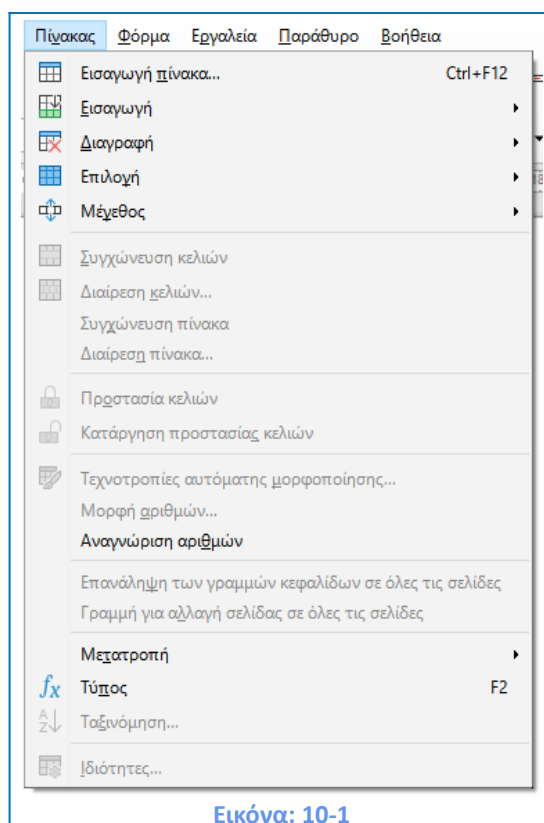 Πίνακας Φόρμα Εργαλεία Παράθυρο Βοήθεια
Εισαγωγή πίνακα... Ctrl+F12
Εισαγωγή
Διαγραφή
Επιλογή
Μέγεθος
Συγχώνευση κελιών
Διαίρεση κελιών...
Συγχώνευση πίνακα
Διαίρεση πίνακα...
Προστασία κελιών
Κατάργηση προστασίας κελιών
Τεχνοτροπίες αυτόματης μορφοποίησης...
Μορφή αριθμών...
Αναγνώριση αριθμών
Επανάληψη των γραμμών κεφαλίδων σε όλες τις σελίδες
Γραμμή για αλλαγή σελίδας σε όλες τις σελίδες
Μετατροπή
fx Τύπος F2
AZ Ταξινόμηση...
Ιδιότητες...
Εικόνα: 10-1